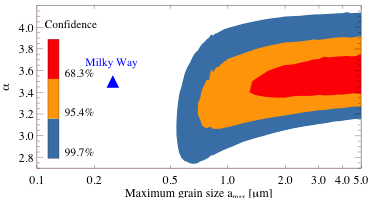 Confidence
68.3%
95.4%
99.7%
Milky Way
α
4.0
3.8
3.6
3.4
3.2
3.0
2.8
0.1 0.2 0.5 1.0 2.0 3.0 4.0 5.0
Maximum grain size amax [μm]